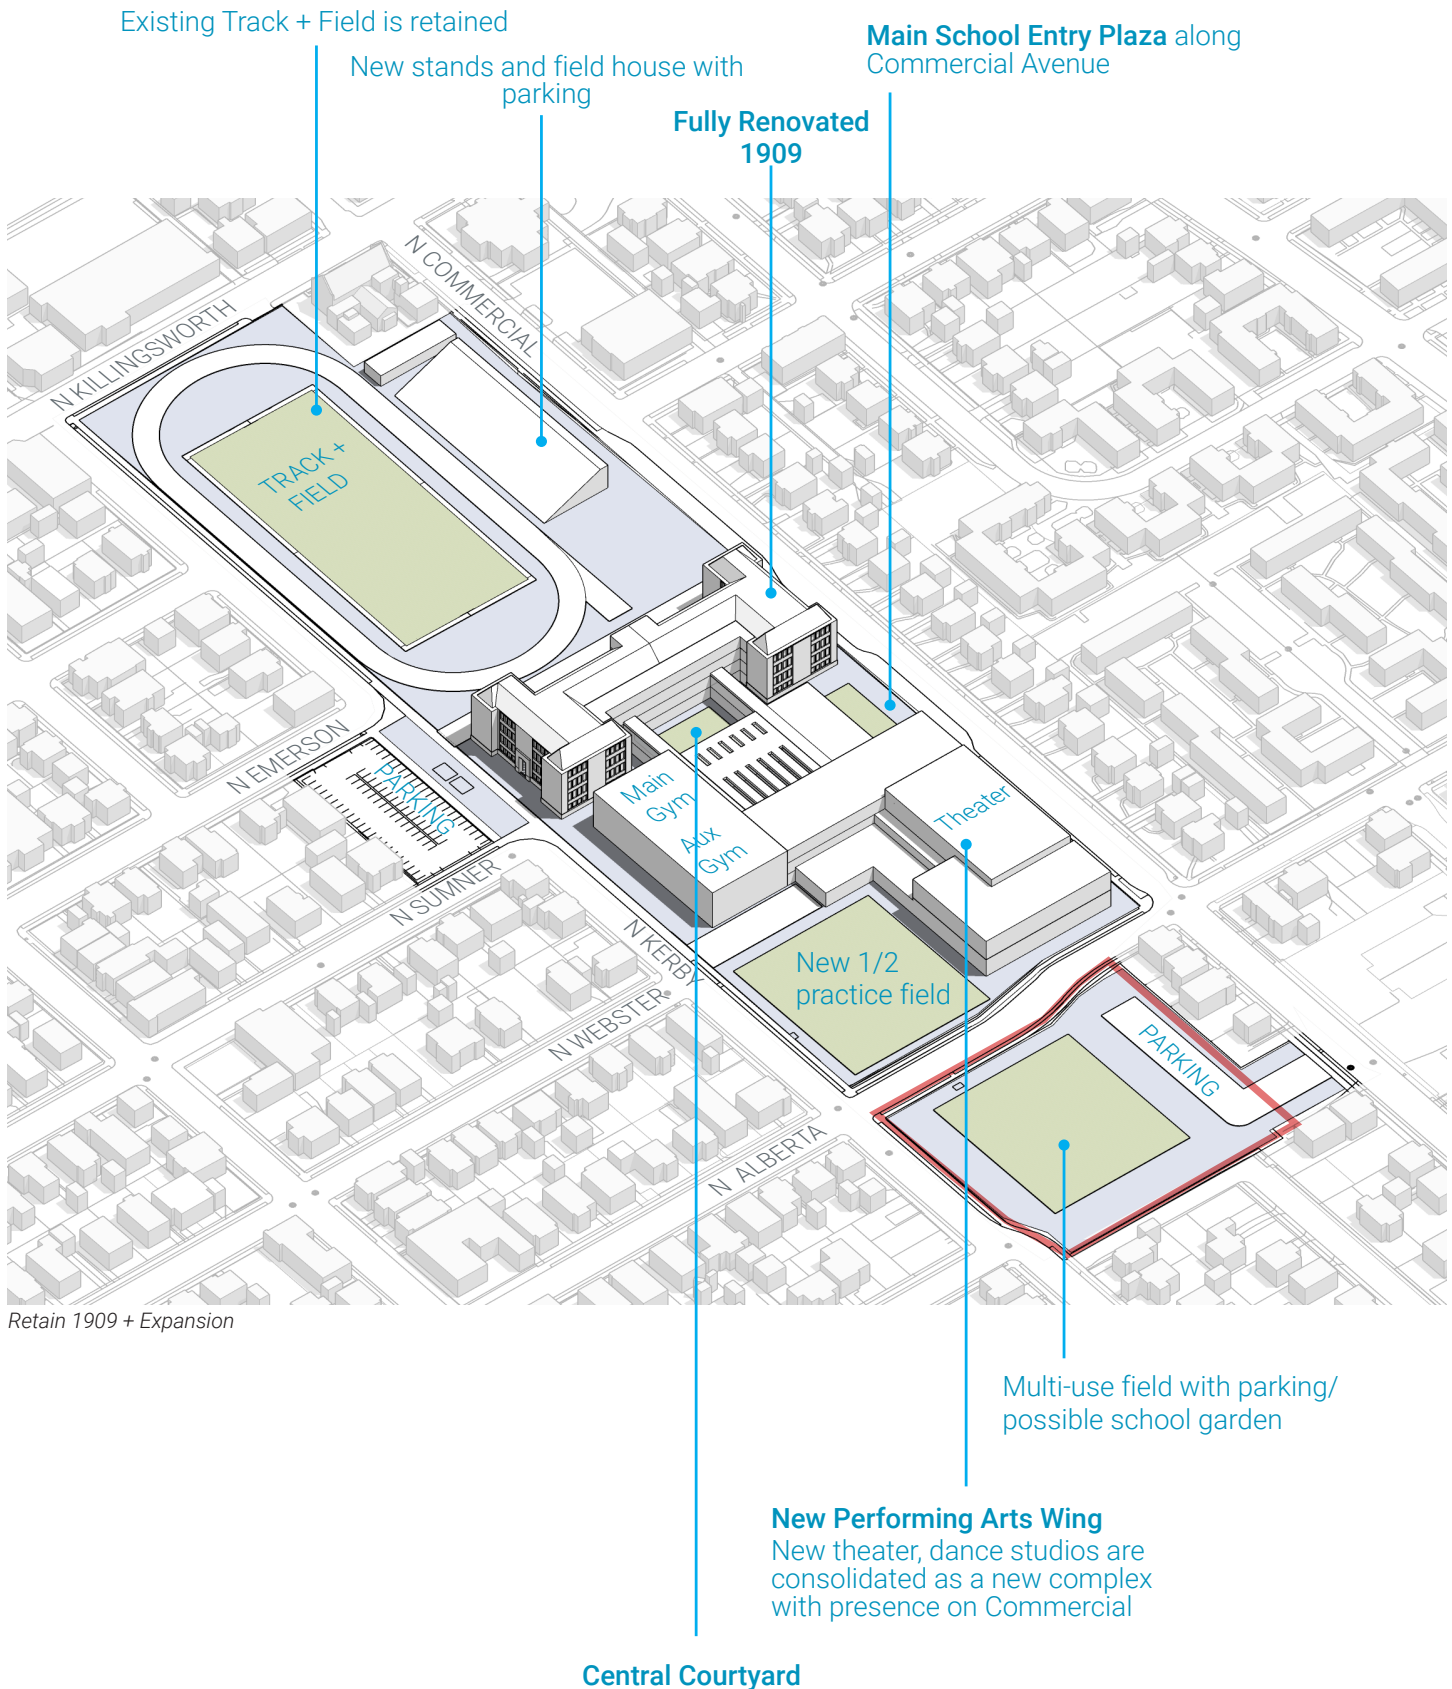 Existing Track + Field is retained
New stands and field house with
parking
Main School Entry Plaza along
Commercial Avenue
Fully Renovated
1909
N COMMERCIAL
N KILLINGSWORTH
TRACK +
FIELD
N EMERSON
PARKING
Main
Gym
Aux
Gym
Theater
N SUMNER
N KERBY
New 1/2
practice field
N WEBSTER
PARKING
N ALBERTA
Retain 1909 + Expansion
Multi-use field with parking/
possible school garden
New Performing Arts Wing
New theater, dance studios are
consolidated as a new complex
with presence on Commercial
Central Courtyard